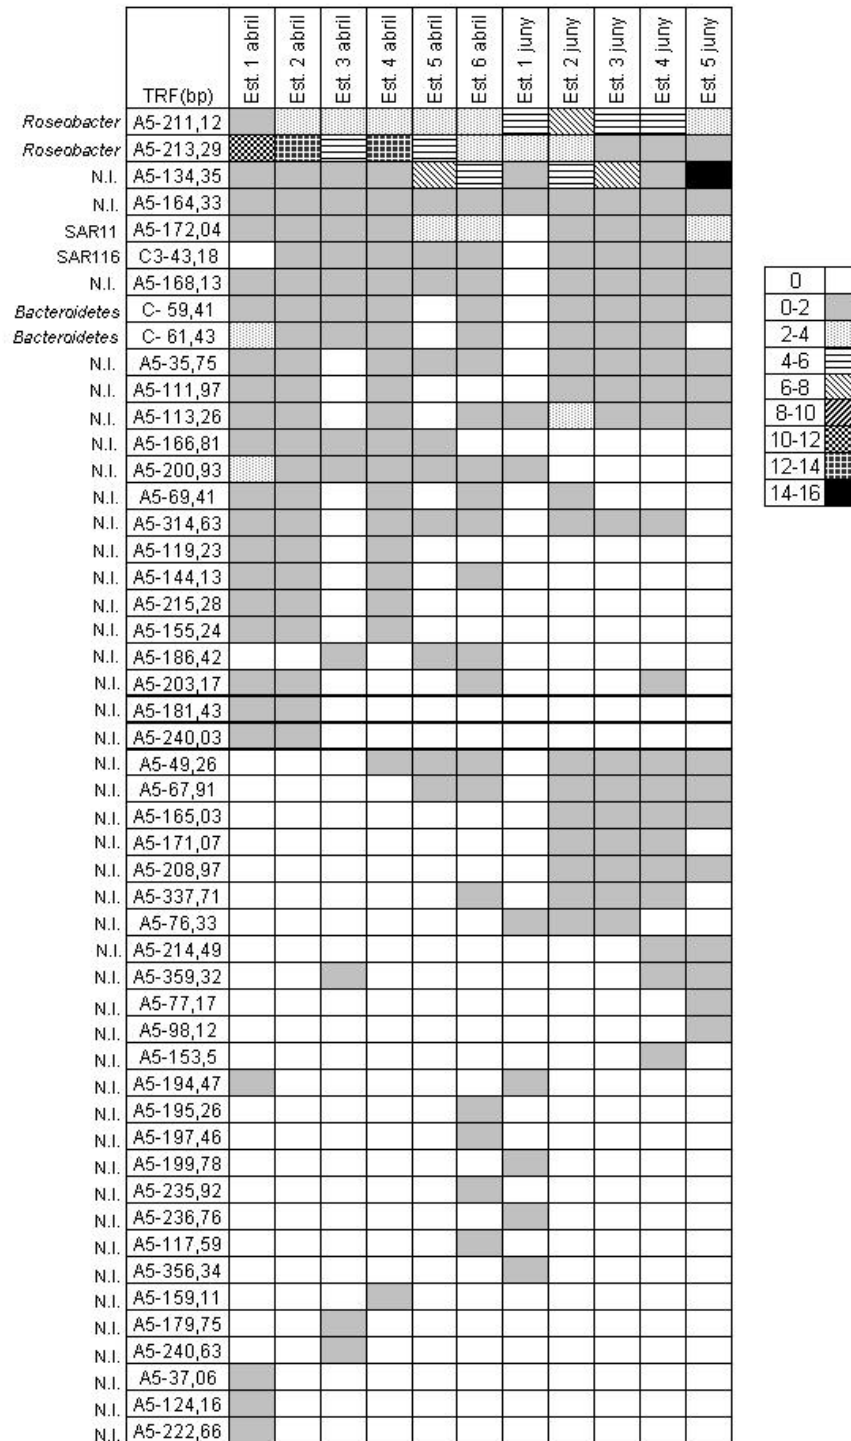 TRF(bp) Est. 1 abril Est. 2 abril Est. 3 abril Est. 4 abril Est. 5 abril Est. 6 abril Est. 1 juny Est. 2 juny Est. 3 juny Est. 4 juny Est. 5 juny
Roseobacter A5-211,12
Roseobacter A5-213,29
N.I. A5-134,35
N.I. A5-164,33
SAR11 A5-172,04
SAR116 C3-43,18
N.I. A5-168,13
Bacteroidetes C- 59,41
Bacteroidetes C- 61,43
N.I. A5-35,75
N.I. A5-111,97
N.I. A5-113,26
N.I. A5-166,81
N.I. A5-200,93
N.I. A5-69,41
N.I. A5-314,63
N.I. A5-119,23
N.I. A5-144,13
N.I. A5-215,28
N.I. A5-155,24
N.I. A5-186,42
N.I. A5-203,17
N.I. A5-181,43
N.I. A5-240,03
N.I. A5-49,26
N.I. A5-67,91
N.I. A5-165,03
N.I. A5-171,07
N.I. A5-208,97
N.I. A5-337,71
N.I. A5-76,33
N.I. A5-214,49
N.I. A5-359,32
N.I. A5-77,17
N.I. A5-98,12
N.I. A5-153,5
N.I. A5-194,47
N.I. A5-195,26
N.I. A5-197,46
N.I. A5-199,78
N.I. A5-235,92
N.I. A5-236,76
N.I. A5-117,59
N.I. A5-356,34
N.I. A5-159,11
N.I. A5-179,75
N.I. A5-240,63
N.I. A5-37,06
N.I. A5-124,16
N.I. A5-222,66
0
0-2
2-4
4-6
6-8
8-10
10-12
12-14
14-16